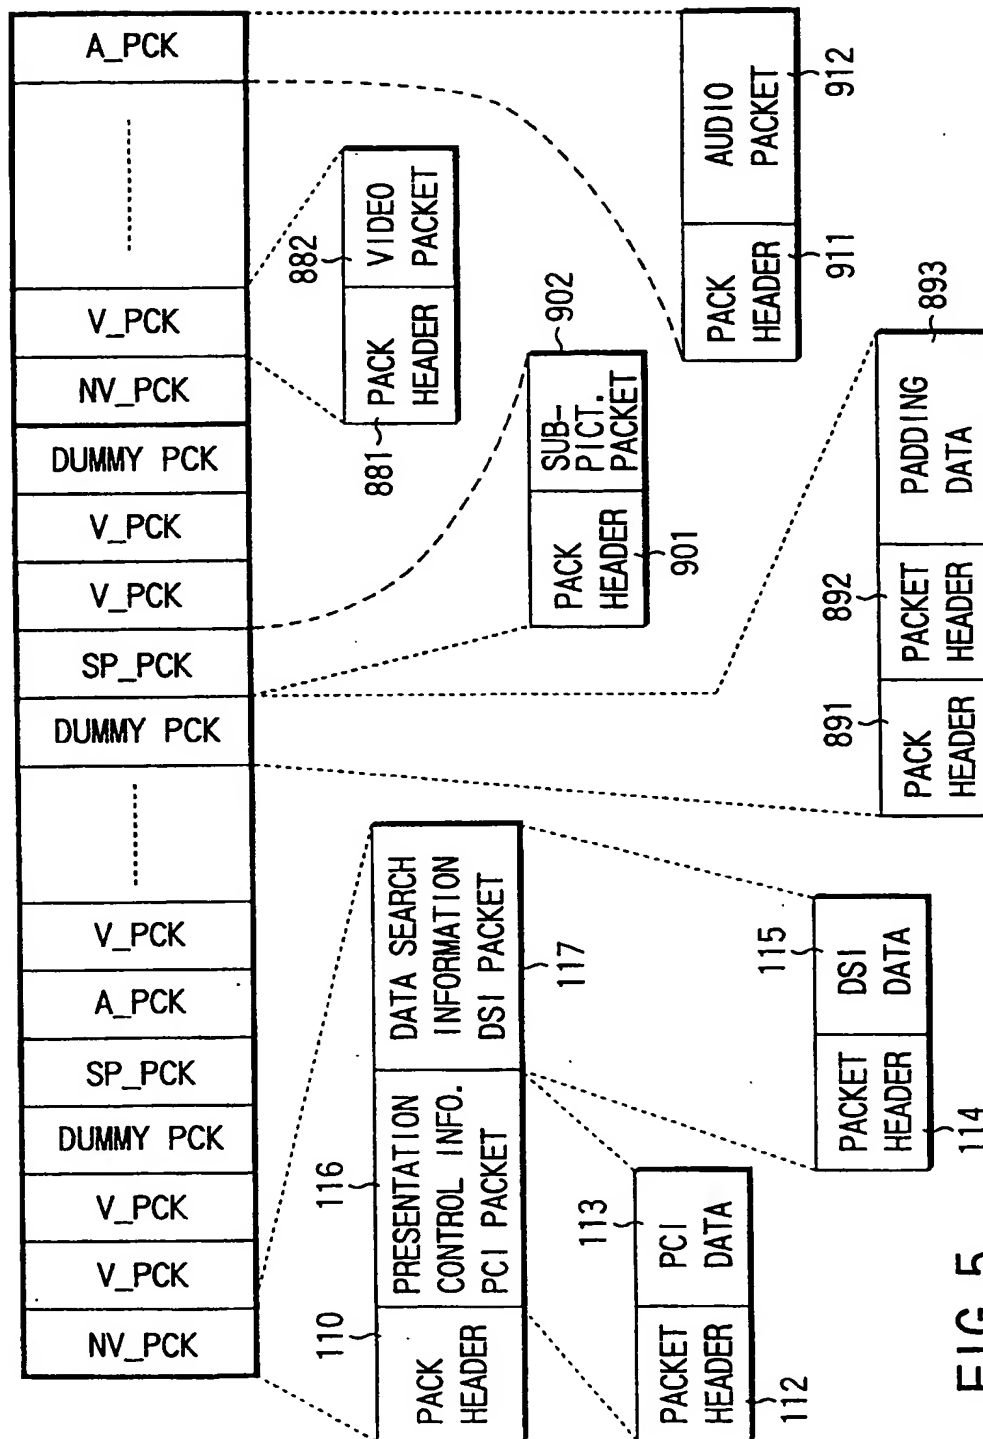 NV_PCK
V_PCK
V_PCK
DUMMY PCK
SP_PCK
A_PCK
V_PCK
DUMMY PCK
SP_PCK
V_PCK
V_PCK
DUMMY PCK
NV_PCK
V_PCK
A_PCK
110
PACK
HEADER
116
PRESENTATION
CONTROL INFO.
PCI PACKET
DATA SEARCH
INFORMATION
DSI PACKET
117
881
PACK
HEADER
882
VIDEO
PACKET
PACK
HEADER
901
SUB-
PICT.
PACKET
902
PACKET
HEADER
112
113
PCI
DATA
PACKET
HEADER
114
115
DSI
DATA
PACK
HEADER
911
AUDIO
PACKET
912
891
PACK
HEADER
892
PACKET
HEADER
PADDING
DATA
893
FIG. 5